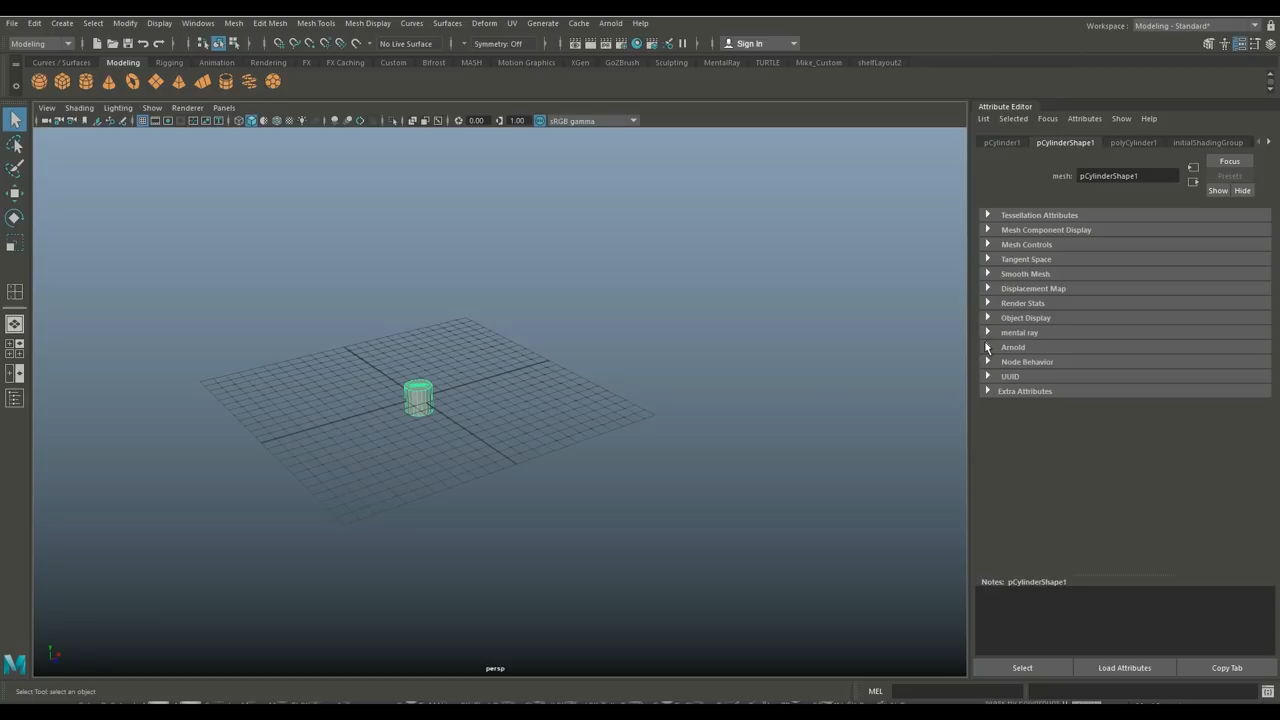 File Edit Create Select Modify Display Windows Mesh Edit Mesh Mesh Tools Mesh Display Curves Surfaces Deform UV Generate Cache Arnold Help
Workspace : Modeling - Standard*
Modeling No Live Surface Symmetry: Off Sign In
Curves / Surfaces Modeling Rigging Animation Rendering FX FX Caching Custom Bifrost MASH Motion Graphics XGen GoZBrush Sculpting MentalRay TURTLE Mike_Custom shelfLayout2
View Shading Lighting Show Renderer Panels
0.00 1.00 sRGB gamma
persp
Attribute Editor
List Selected Focus Attributes Show Help
pCylinder1 pCylinderShape1 polyCylinder1 initialShadingGroup
Focus
mesh: pCylinderShape1 Presets
Show Hide
Tessellation Attributes
Mesh Component Display
Mesh Controls
Tangent Space
Smooth Mesh
Displacement Map
Render Stats
Object Display
mental ray
Arnold
Node Behavior
UUID
Extra Attributes
Notes: pCylinderShape1
Select Load Attributes Copy Tab
Select Tool: select an object MEL